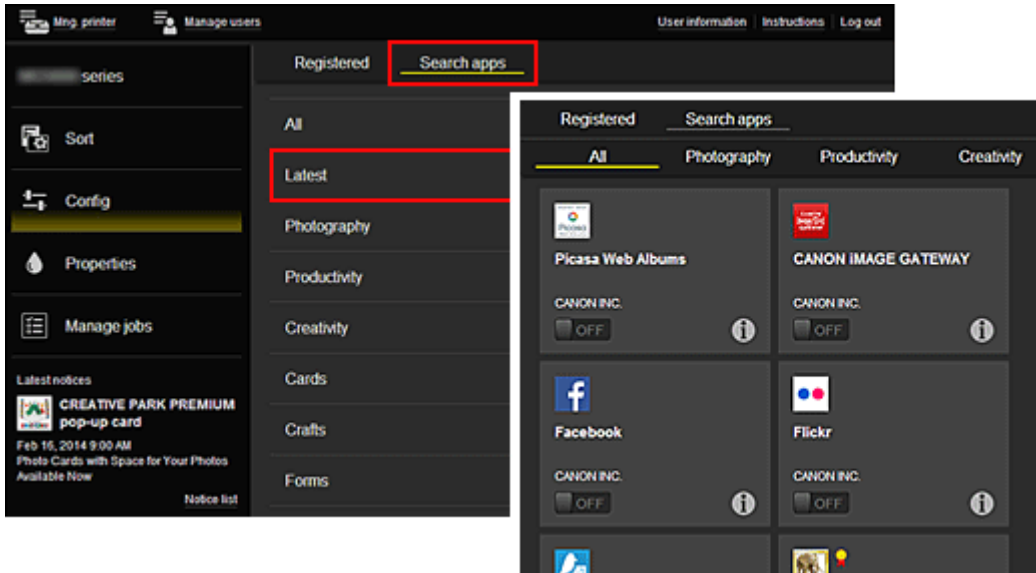 Mng. printer
Manage users
User information
Instructions
Log out
series
Sort
Config
Properties
Manage jobs
Latest notices
CREATIVE PARK PREMIUM
pop-up card
Feb 16, 2014 9:00 AM
Photo Cards with Space for Your Photos
Available Now
Notice list
Registered
Search apps
All
Latest
Photography
Productivity
Creativity
Cards
Crafts
Forms
Registered
Search apps
All
Photography
Productivity
Creativity
Picasa
Picasa Web Albums
CANON INC.
OFF
CANON iMAGE GATEWAY
CANON INC.
OFF
Facebook
CANON INC.
OFF
Flickr
CANON INC.
OFF